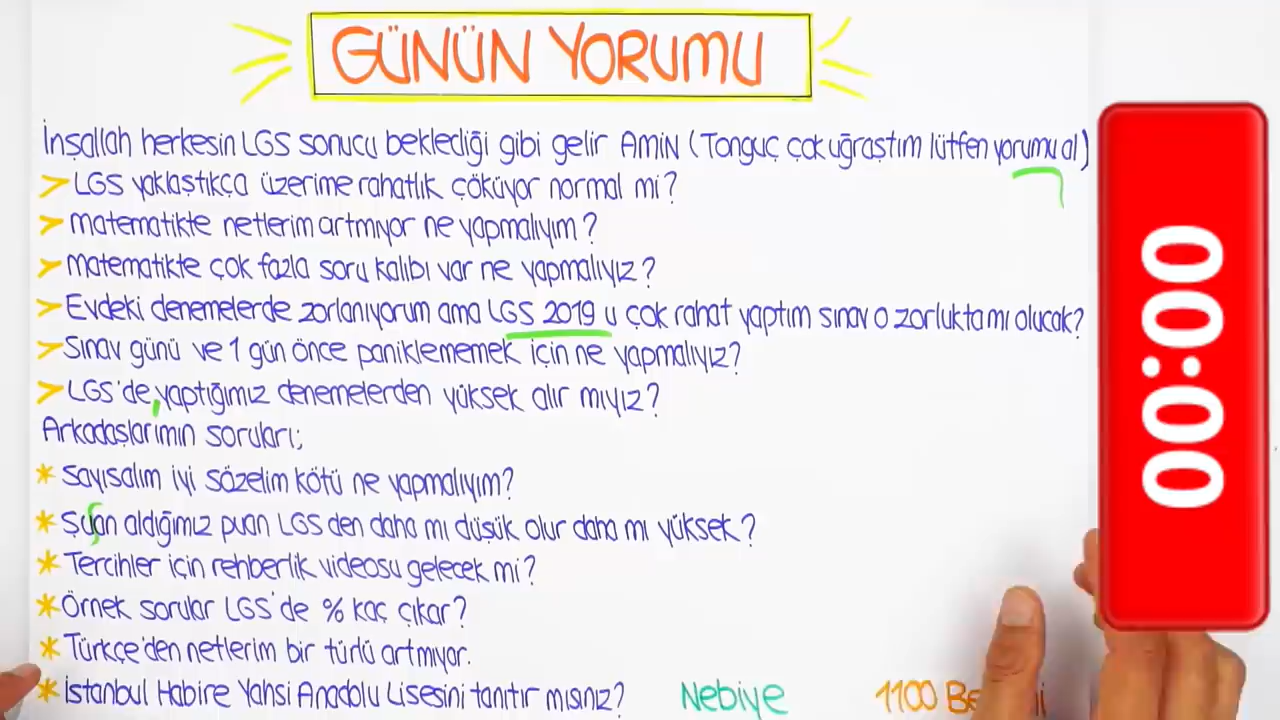 GÜNÜN YORUMU
İnşallah herkesin LGS sonucu beklediği gibi gelir AMİN (Tonguç çok uğraştım lütfen yorumu al)
> LGS yaklaştıkça üzerime rahatlık çöküyor normal mi?
> Matematikte netlerim artmıyor ne yapmalıyım?
> Matematikte çok fazla soru kalıbı var ne yapmalıyız?
> Evdeki denemelerde zorlanıyorum ama LGS 2019 u çok rahat yaptım sınav o zorlukta mı olucak?
> Sınav günü ve 1 gün önce paniklememek için ne yapmalıyız?
> LGS'de, yaptığımız denemelerden yüksek alır mıyız?
Arkadaşlarımın soruları;
* Sayısalım iyi sözelim kötü ne yapmalıyım?
* Şuan aldığımız puan LGS den daha mı düşük olur daha mı yüksek?
* Tercihler için rehberlik videosu gelecek mi?
* Örnek sorular LGS'de % kaç çıkar?
* Türkçe'den netlerim bir türlü artmıyor.
* İstanbul Habire Yahsi Anadolu Lisesini tanıtır mısınız? Nebiye 1100
00:00